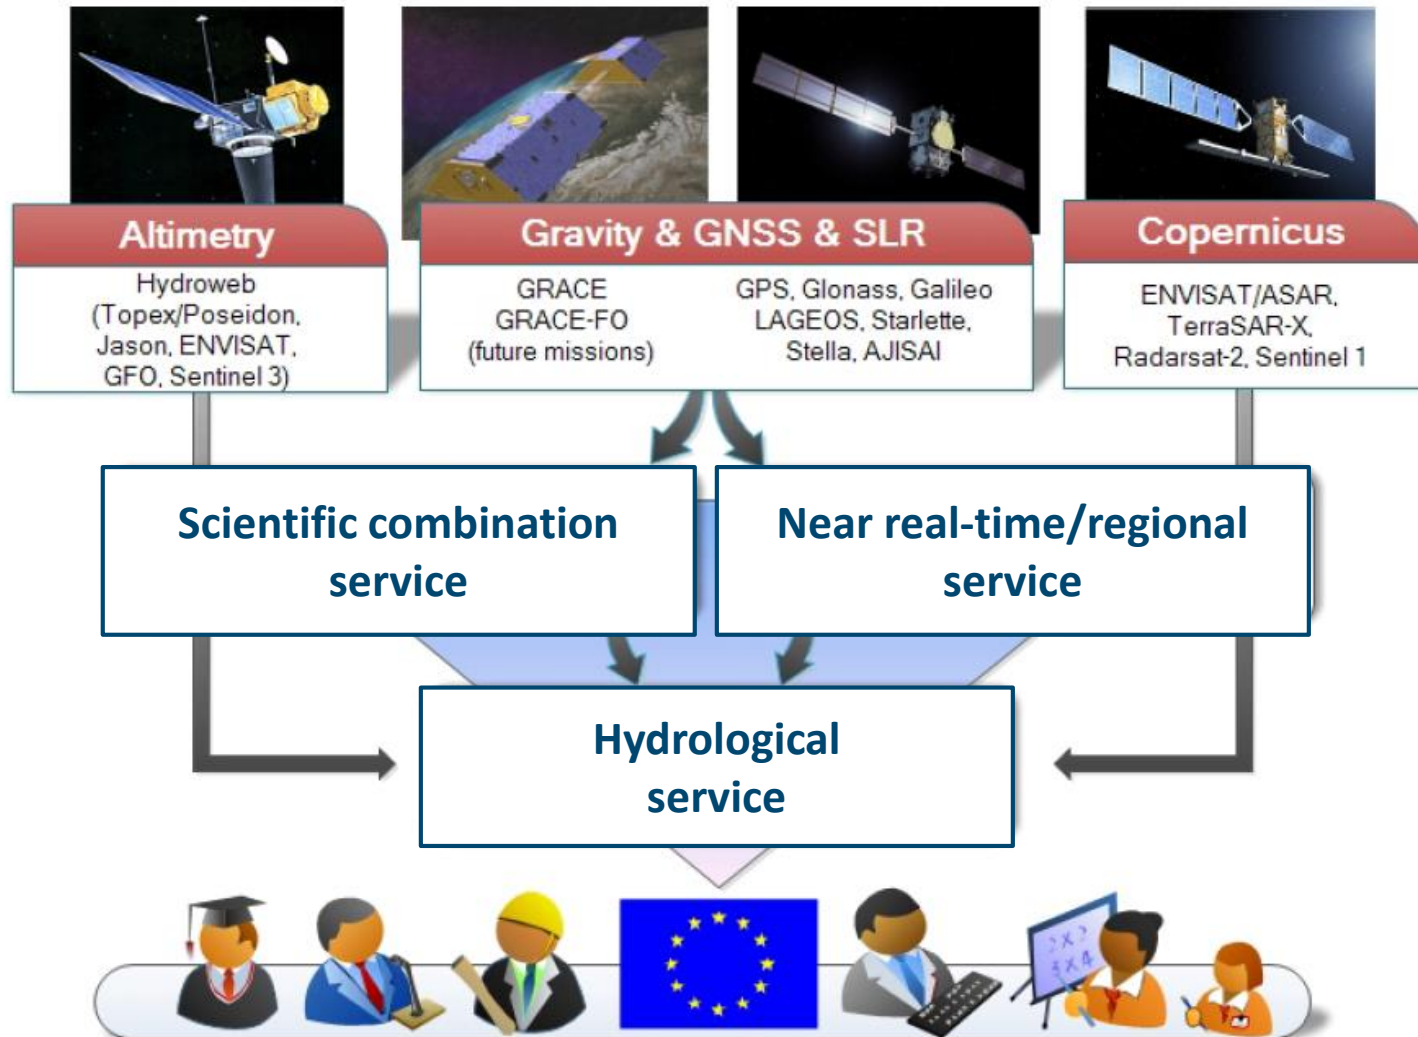 Altimetry
Hydroweb
(Topex/Poseidon,
Jason, ENVISAT,
GFO, Sentinel 3)
Gravity & GNSS & SLR
GRACE
GRACE-FO
(future missions)
GPS, Glonass, Galileo
LAGEOS, Starlette,
Stella, AJISAI
Copernicus
ENVISAT/ASAR,
TerraSAR-X,
Radarsat-2, Sentinel 1
Scientific combination
service
Near real-time/regional
service
Hydrological
service
2X2
3X4